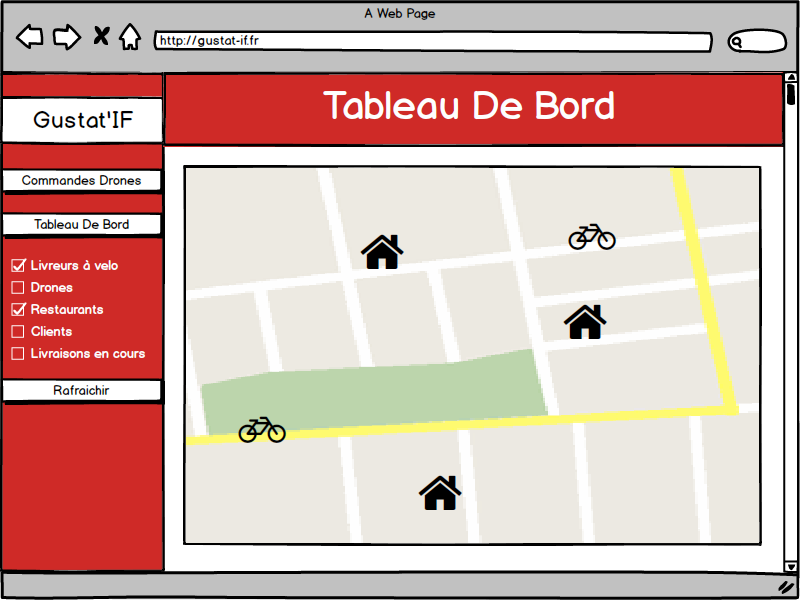 A Web Page
http://gustat-if.fr
Gustat'IF
Tableau De Bord
Commandes Drones
Tableau De Bord
Livreurs à velo
Drones
Restaurants
Clients
Livraisons en cours
Rafraichir